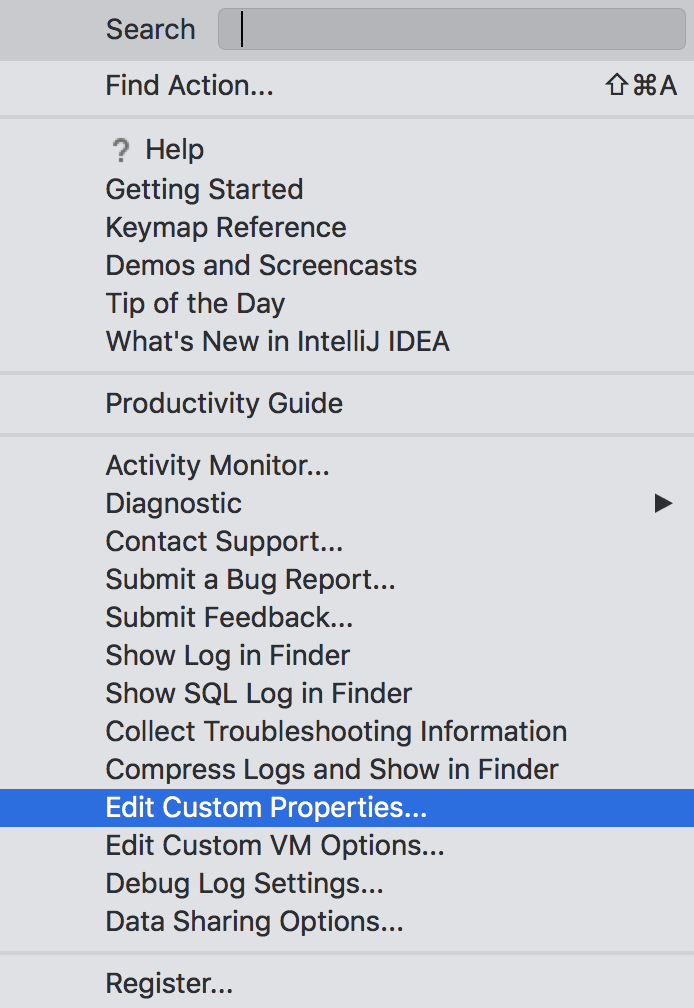 Search
Find Action... ⇧⌘A
? Help
Getting Started
Keymap Reference
Demos and Screencasts
Tip of the Day
What's New in IntelliJ IDEA
Productivity Guide
Activity Monitor...
Diagnostic
Contact Support...
Submit a Bug Report...
Submit Feedback...
Show Log in Finder
Show SQL Log in Finder
Collect Troubleshooting Information
Compress Logs and Show in Finder
Edit Custom Properties...
Edit Custom VM Options...
Debug Log Settings...
Data Sharing Options...
Register...